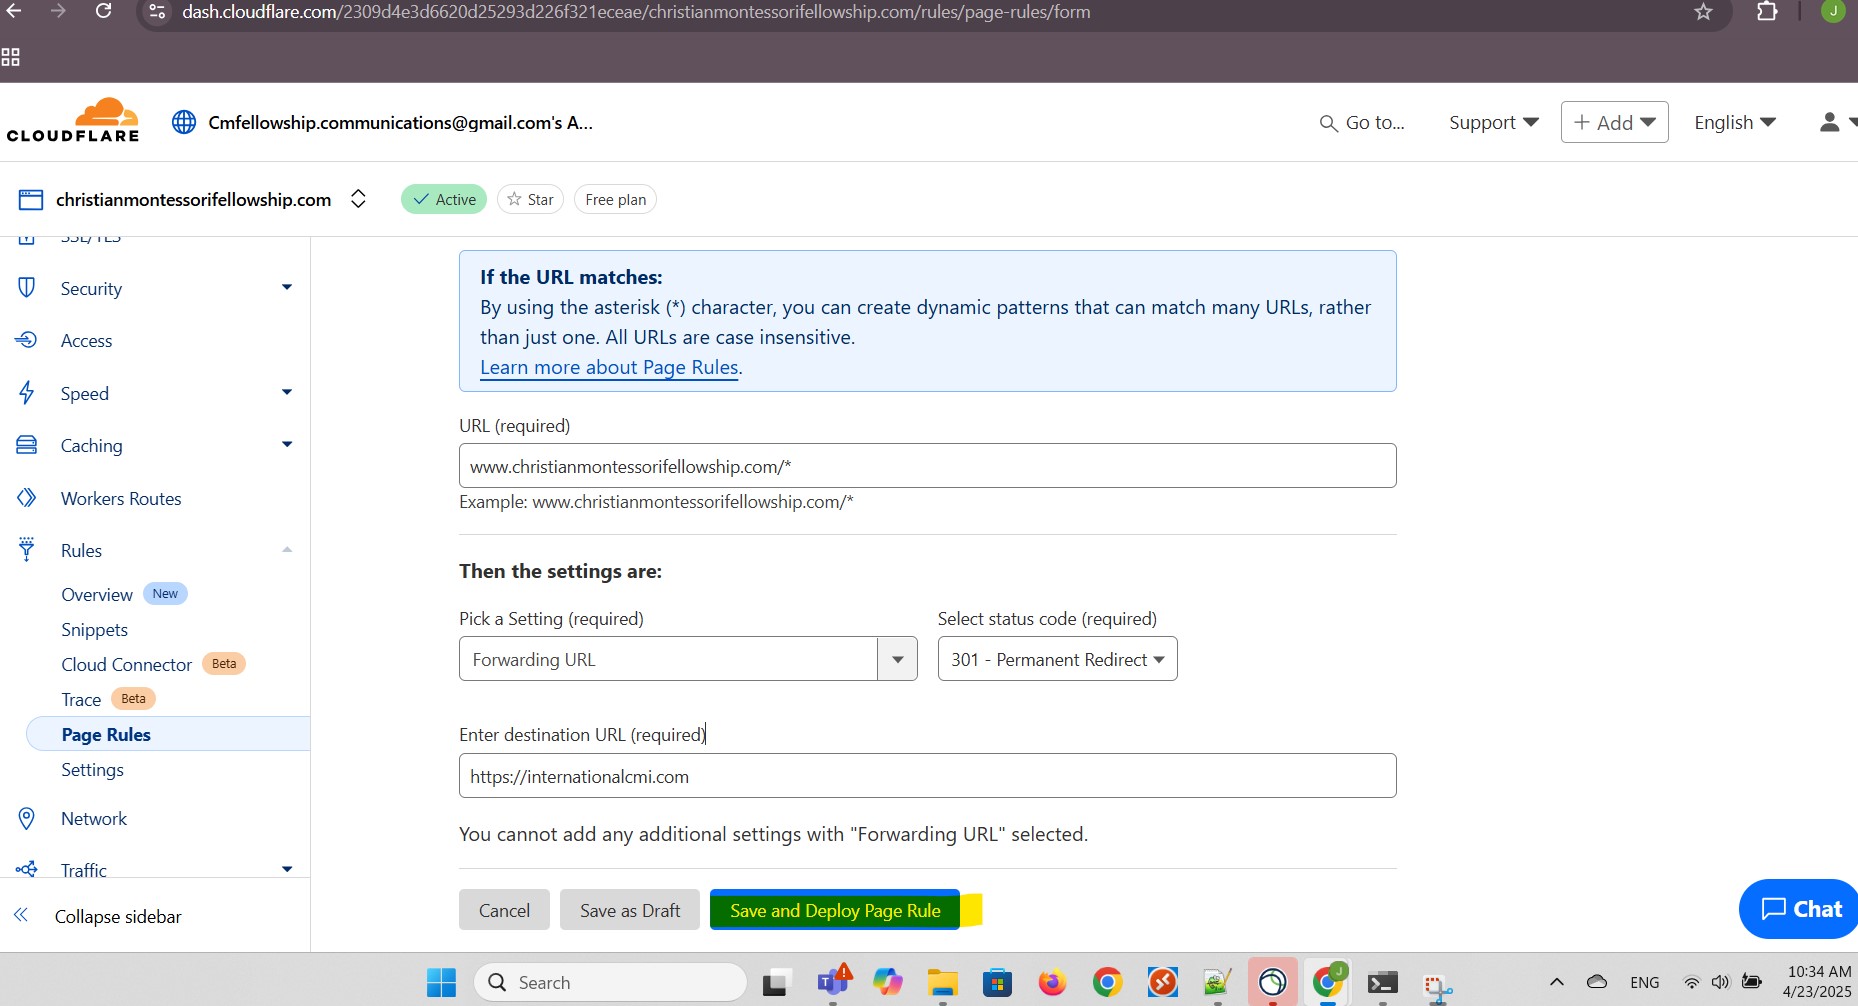 dash.cloudflare.com/2309d4e3d6620d25293d226f321eceae/christianmontessorifellowship.com/rules/page-rules/form
J
CLOUDFLARE
Cmfellowship.communications@gmail.com's A...
Go to...
Support
+ Add
English
christianmontessorifellowship.com
Active
Star
Free plan
SSL/TLS
Security
Access
Speed
Caching
Workers Routes
Rules
Overview New
Snippets
Cloud Connector Beta
Trace Beta
Page Rules
Settings
Network
Traffic
Collapse sidebar
If the URL matches:
By using the asterisk (*) character, you can create dynamic patterns that can match many URLs, rather
than just one. All URLs are case insensitive.
Learn more about Page Rules.
URL (required)
www.christianmontessorifellowship.com/*
Example: www.christianmontessorifellowship.com/*
Then the settings are:
Pick a Setting (required)
Select status code (required)
Forwarding URL
301 - Permanent Redirect
Enter destination URL (required)
https://internationalcmi.com
You cannot add any additional settings with "Forwarding URL" selected.
Cancel
Save as Draft
Save and Deploy Page Rule
Chat
Search
T
J
ENG
10:34 AM
4/23/2025